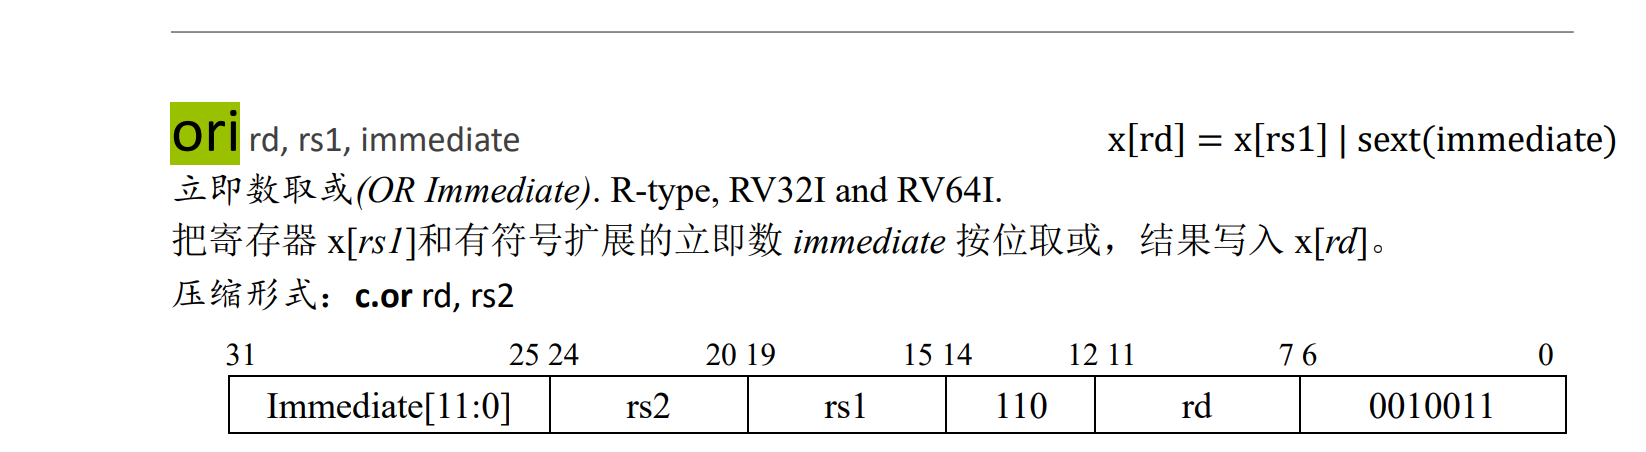 ori rd, rs1, immediate x[rd] = x[rs1] | sext(immediate)
立即数取或(OR Immediate). R-type, RV32I and RV64I.
把寄存器 x[rs1]和有符号扩展的立即数 immediate 按位取或，结果写入 x[rd]。
压缩形式：c.or rd, rs2
31 25 24 20 19 15 14 12 11 7 6 0
Immediate[11:0] rs2 rs1 110 rd 0010011